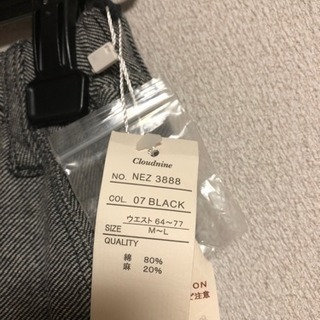 Cloudnine
NO. NEZ 3888
COL. 07 BLACK
ウエスト 64～77
SIZE M～L
QUALITY
綿 80%
麻 20%
ON
ご注意